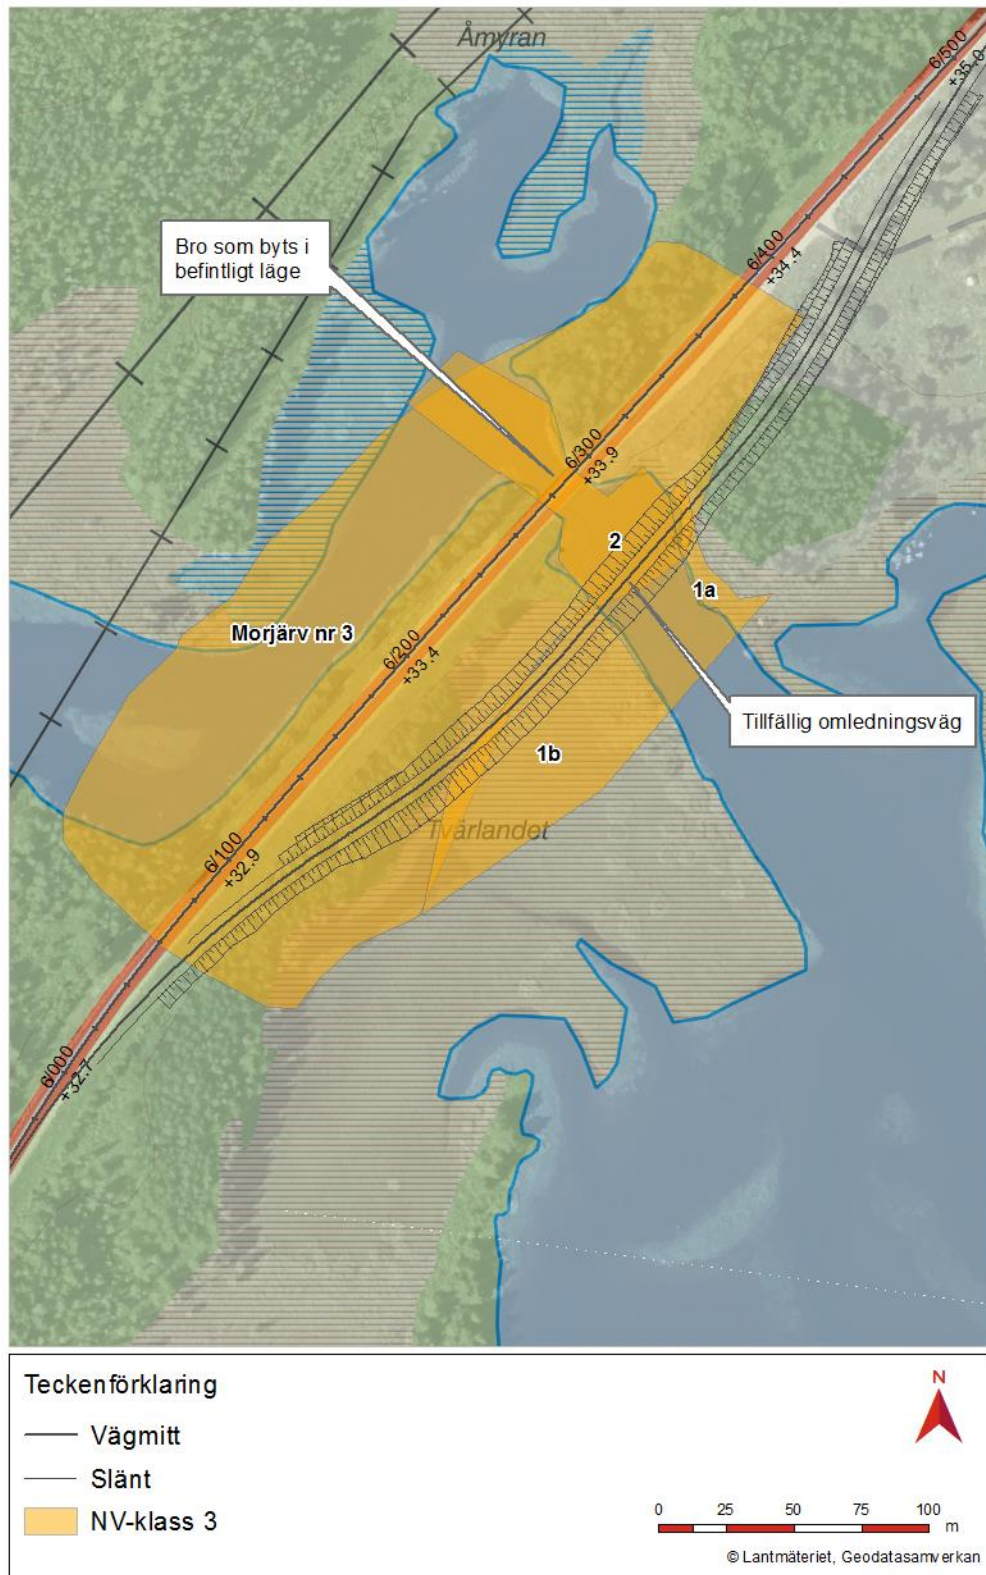 Åmyran
6/500
+35.0
Bro som byts i
befintligt läge
6/400
+34.4
6/300
+33.9
2
1a
Morjärv nr 3
6/200
+33.4
Tillfällig omledningsväg
1b
Tvärlandet
6/100
+32.9
6/000
+32.7
Teckenförklaring
Vägmitt
Slänt
NV-klass 3
N
0 25 50 75 100
m
© Lantmäteriet, Geodatasamverkan